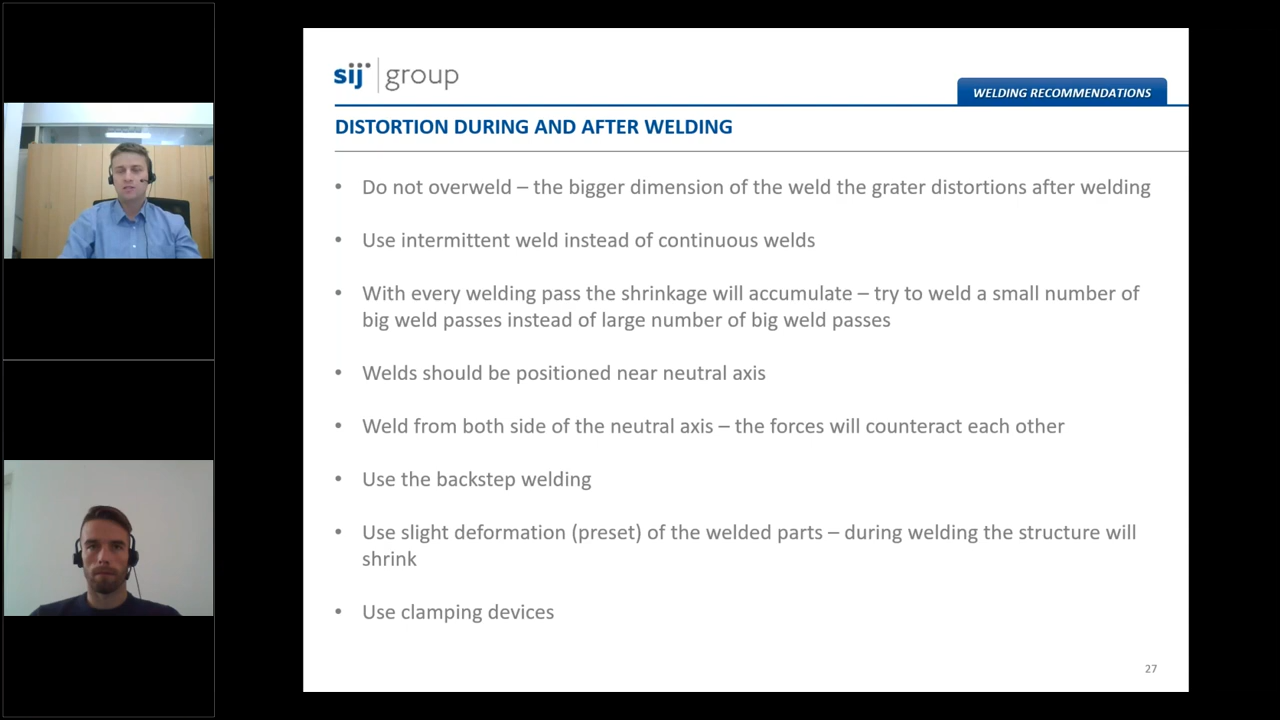 sij group
WELDING RECOMMENDATIONS
DISTORTION DURING AND AFTER WELDING
• Do not overweld – the bigger dimension of the weld the grater distortions after welding
• Use intermittent weld instead of continuous welds
• With every welding pass the shrinkage will accumulate – try to weld a small number of
big weld passes instead of large number of big weld passes
• Welds should be positioned near neutral axis
• Weld from both side of the neutral axis – the forces will counteract each other
• Use the backstep welding
• Use slight deformation (preset) of the welded parts – during welding the structure will
shrink
• Use clamping devices
27